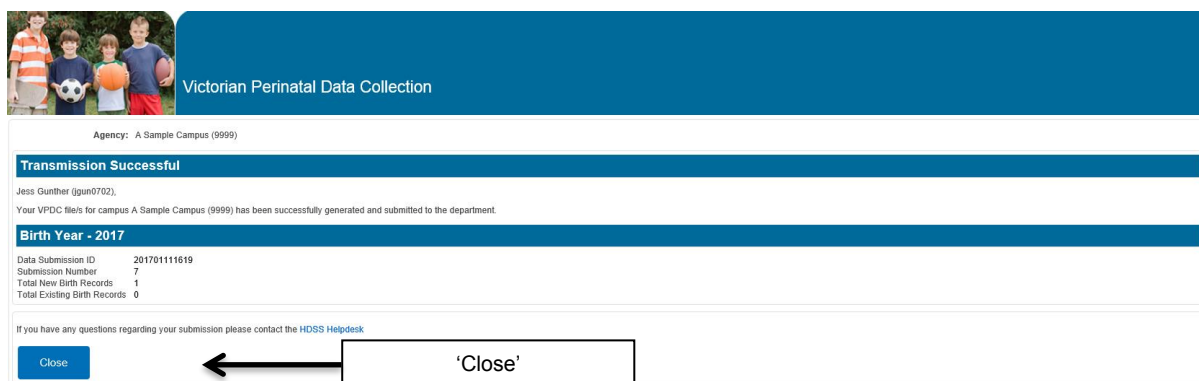 Victorian Perinatal Data Collection
Agency: A Sample Campus (9999)
Transmission Successful
Jess Gunther (jgun0702),
Your VPDC file/s for campus A Sample Campus (9999) has been successfully generated and submitted to the department.
Birth Year - 2017
Data Submission ID 201701111619
Submission Number 7
Total New Birth Records 1
Total Existing Birth Records 0
If you have any questions regarding your submission please contact the HDSS Helpdesk
Close ‘Close’